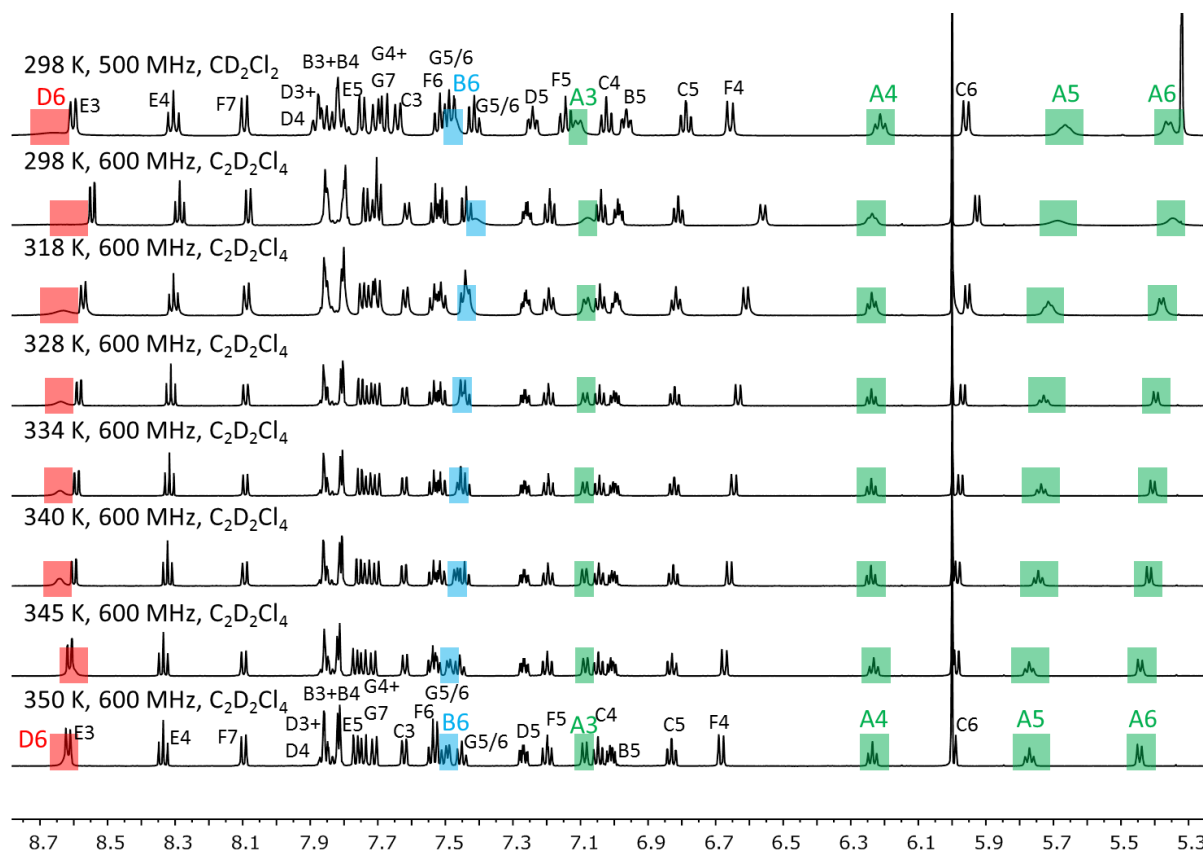 298 K, 500 MHz, CD₂Cl₂
D6 E3 E4 F7 D3+ D4 B3+B4 E5 G4+ G7 C3 F6 G5/6 B6 G5/6 D5 F5 A3 C4 B5 C5 F4 A4 C6 A5 A6
298 K, 600 MHz, C₂D₂Cl₄
318 K, 600 MHz, C₂D₂Cl₄
328 K, 600 MHz, C₂D₂Cl₄
334 K, 600 MHz, C₂D₂Cl₄
340 K, 600 MHz, C₂D₂Cl₄
345 K, 600 MHz, C₂D₂Cl₄
350 K, 600 MHz, C₂D₂Cl₄
D6 E3 E4 F7 D3+ D4 B3+B4 E5 G4+ G7 C3 F6 G5/6 B6 G5/6 D5 F5 A3 C4 B5 C5 F4 A4 C6 A5 A6
8.7 8.5 8.3 8.1 7.9 7.7 7.5 7.3 7.1 6.9 6.7 6.5 6.3 6.1 5.9 5.7 5.5 5.3